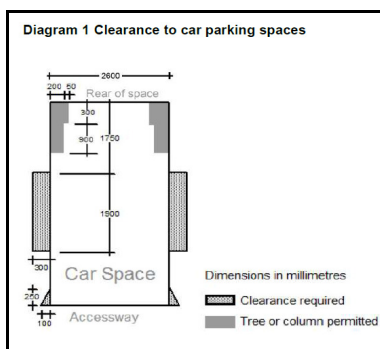 Diagram 1 Clearance to car parking spaces
2600
200 50
Rear of space
300
1750
900
1500
300
Car Space
Dimensions in millimetres
250
Clearance required
100
Accessway
Tree or column permitted